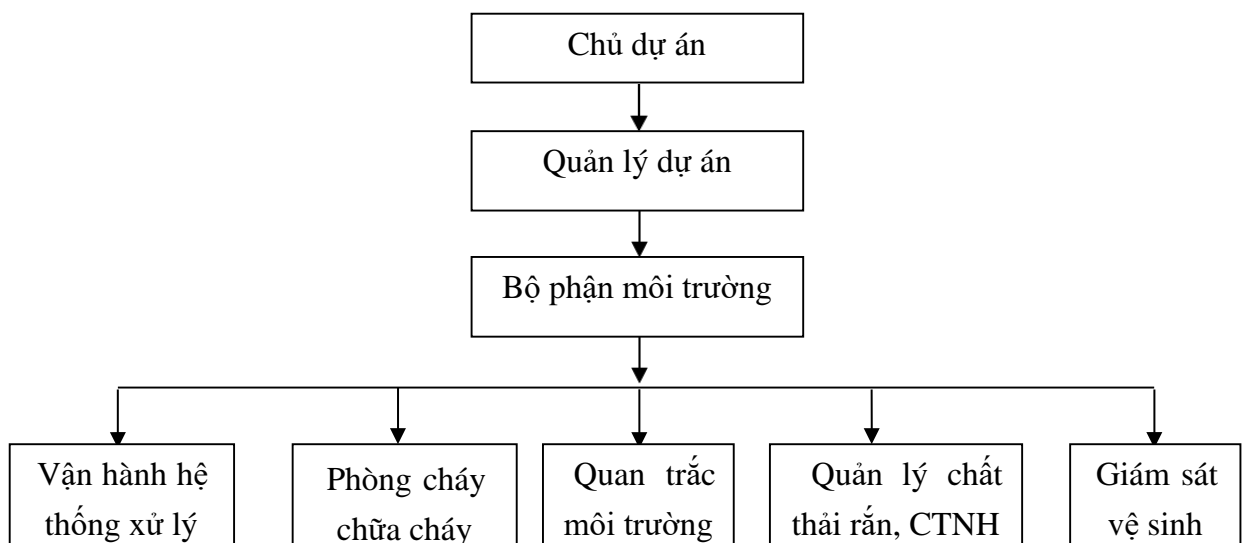 Chủ dự án
Quản lý dự án
Bộ phận môi trường
Vận hành hệ
thống xử lý
Phòng cháy
chữa cháy
Quan trắc
môi trường
Quản lý chất
thải rắn, CTNH
Giám sát
vệ sinh